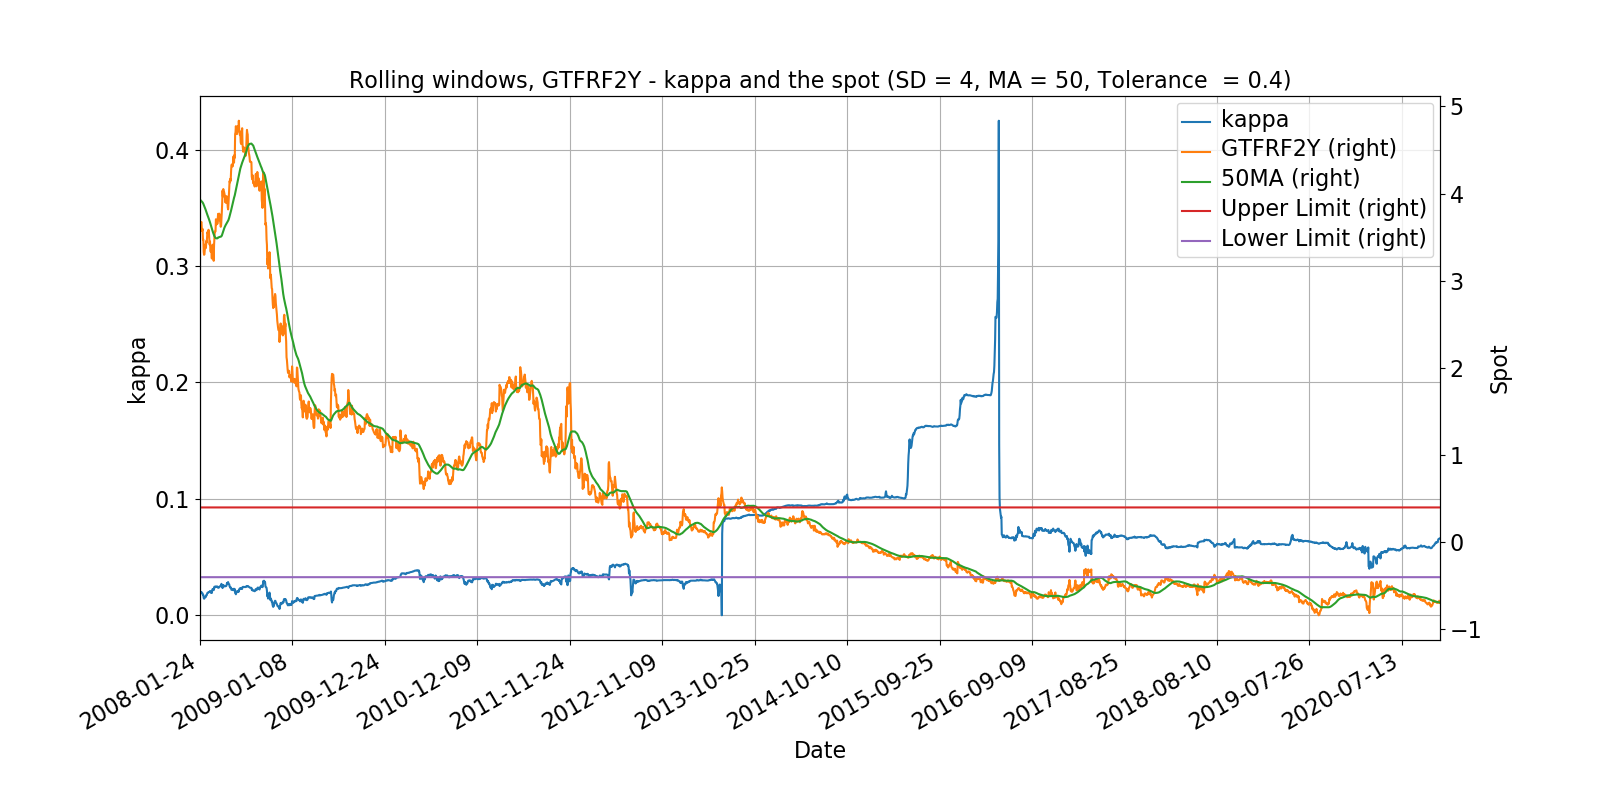 Rolling windows, GTFRF2Y - kappa and the spot (SD = 4, MA = 50, Tolerance  = 0.4)
kappa
GTFRF2Y (right)
50MA (right)
Upper Limit (right)
Lower Limit (right)
0.4
0.3
0.2
0.1
0.0
kappa
5
4
3
2
1
0
−1
Spot
2008-01-24
2009-01-08
2009-12-24
2010-12-09
2011-11-24
2012-11-09
2013-10-25
2014-10-10
2015-09-25
2016-09-09
2017-08-25
2018-08-10
2019-07-26
2020-07-13
Date